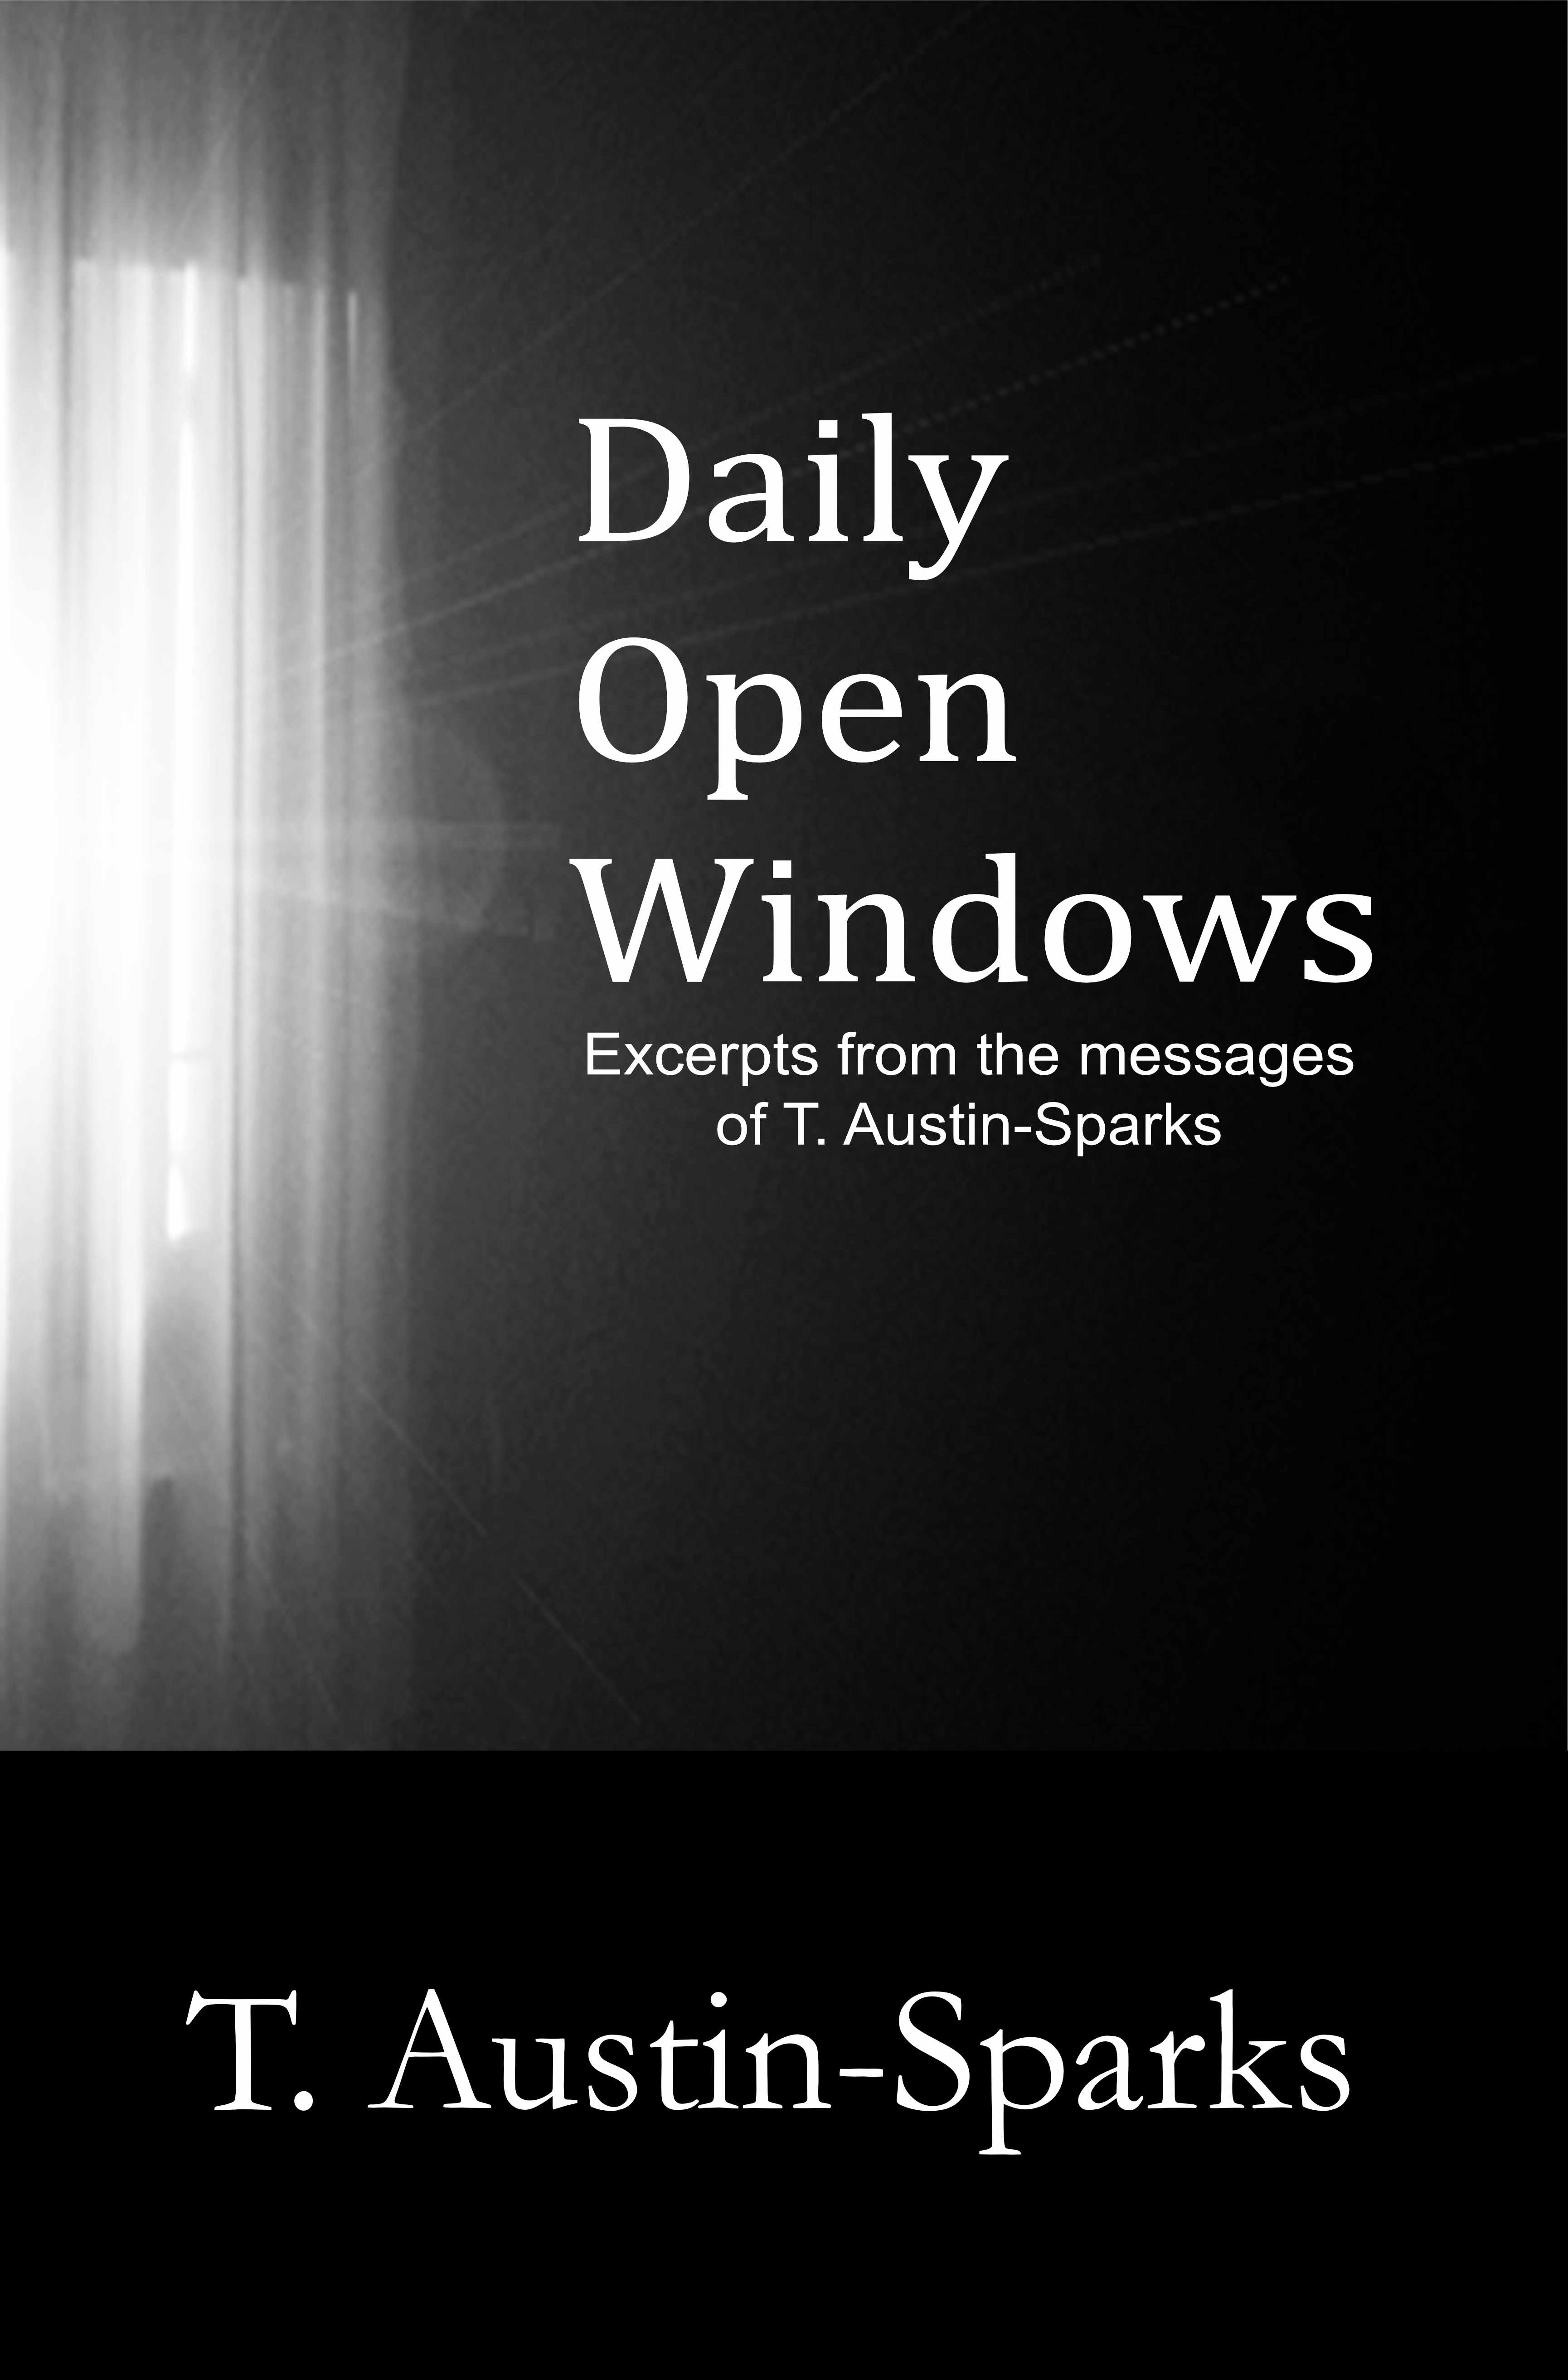 Daily
Open
Windows
Excerpts from the messages
of T. Austin-Sparks
T. Austin-Sparks